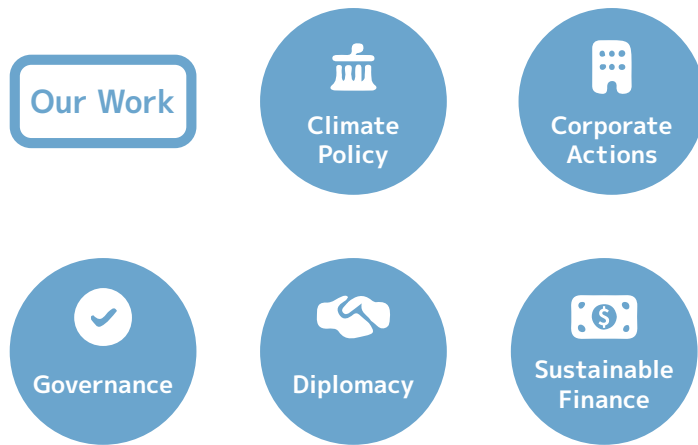 Our Work
Climate
Policy
Corporate
Actions
Governance
Diplomacy
$
Sustainable
Finance